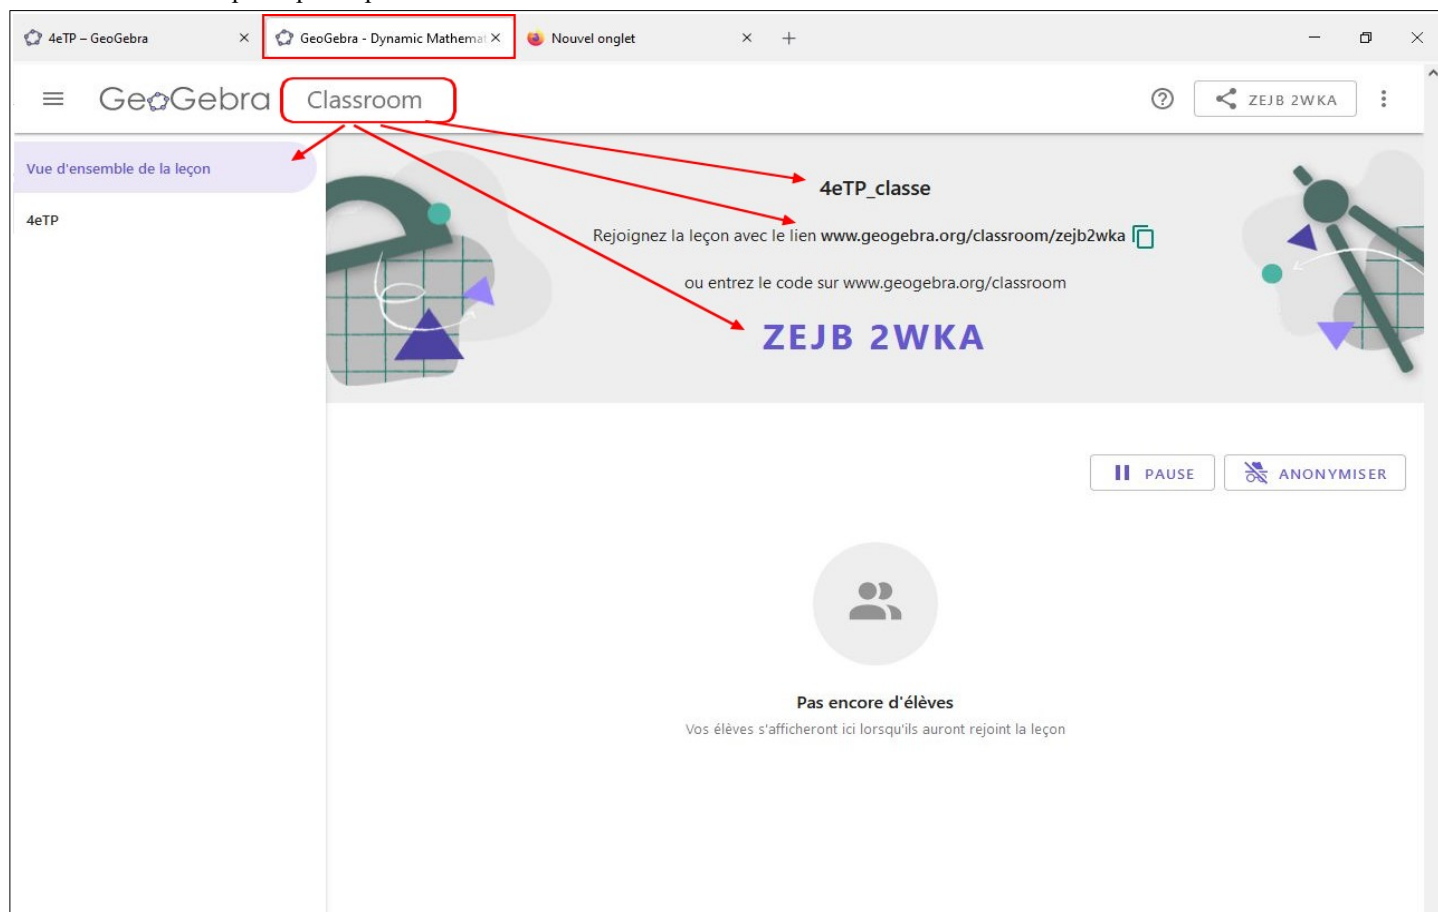 4eTP – GeoGebra
GeoGebra - Dynamic Mathemat
Nouvel onglet
GeoGebra Classroom
ZEJB 2WKA
Vue d'ensemble de la leçon
4eTP
4eTP_classe
Rejoignez la leçon avec le lien www.geogebra.org/classroom/zejb2wka
ou entrez le code sur www.geogebra.org/classroom
ZEJB 2WKA
PAUSE
ANONYMISER
Pas encore d'élèves
Vos élèves s'afficheront ici lorsqu'ils auront rejoint la leçon